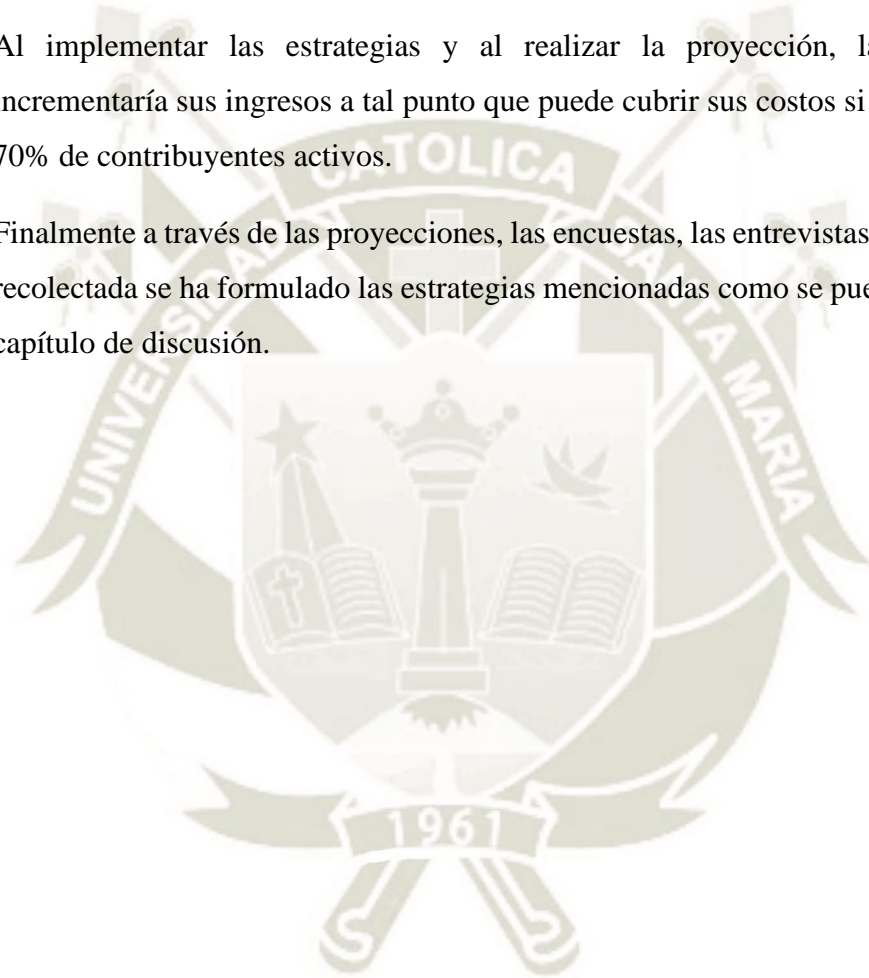 Al implementar las estrategias y al realizar la proyección, la
incrementaría sus ingresos a tal punto que puede cubrir sus costos si
70% de contribuyentes activos.
Finalmente a través de las proyecciones, las encuestas, las entrevistas
recolectada se ha formulado las estrategias mencionadas como se pue
capítulo de discusión.
UNIVERSIDAD CATOLICA SANTA MARIA
1961